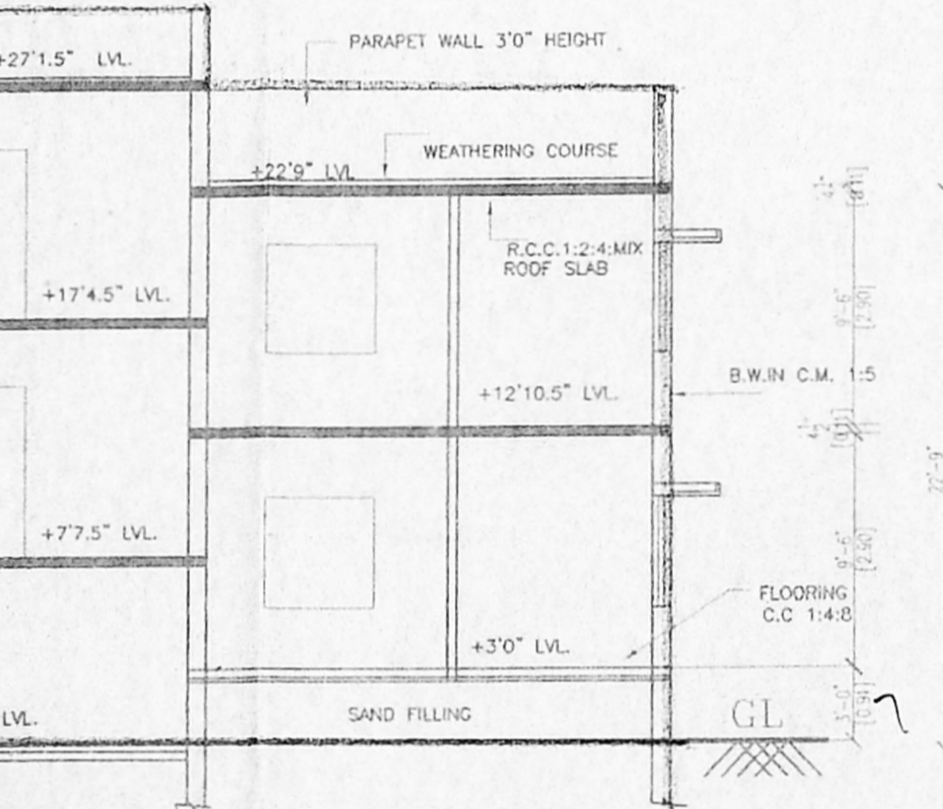 +27'1.5" LVL.
PARAPET WALL 3'0" HEIGHT
WEATHERING COURSE
+22'9" LVL
R.C.C.1:2:4:MIX
ROOF SLAB
+17'4.5" LVL.
B.W.IN C.M. 1:5
+12'10.5" LVL.
9'-6"
[2.90]
22'-9"
+7'7.5" LVL.
9'-6"
[2.90]
FLOORING
C.C 1:4:8
+3'0" LVL.
LVL.
SAND FILLING
GL
3'-0"
[0.91]